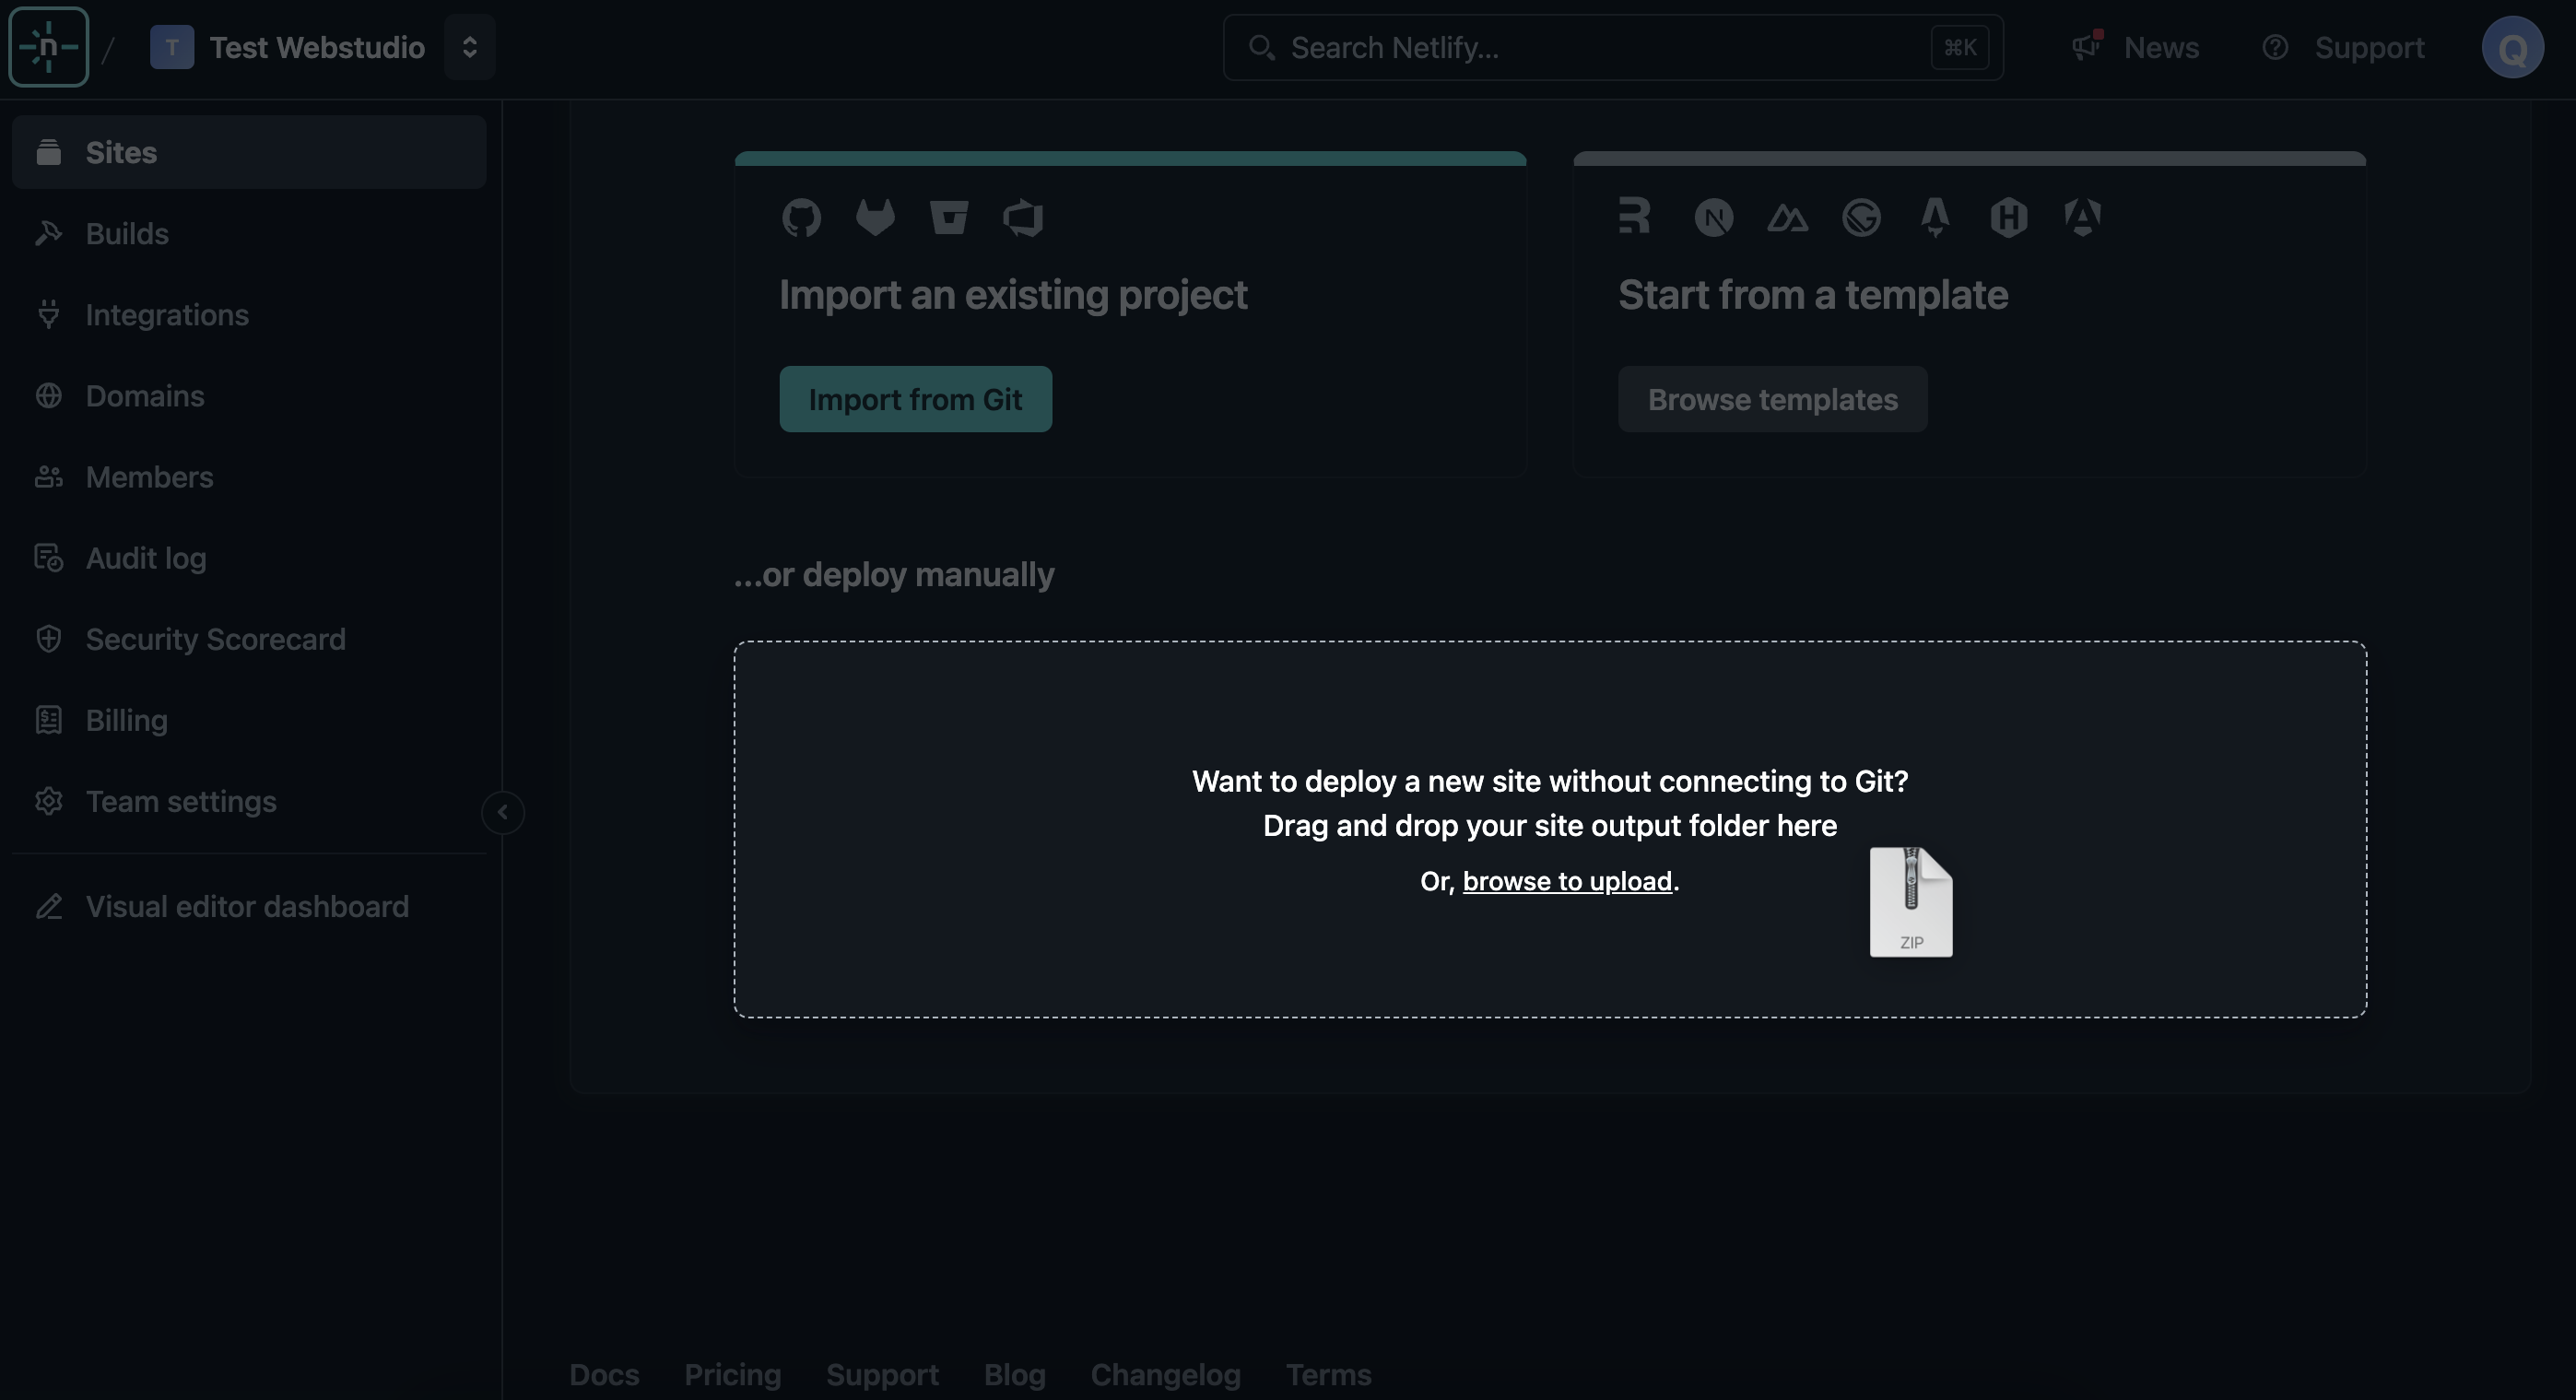 n / T Test Webstudio
Search Netlify... ⌘K
News
Support
Q
Sites
Builds
Integrations
Domains
Members
Audit log
Security Scorecard
Billing
Team settings
Visual editor dashboard
Import an existing project
Import from Git
Start from a template
Browse templates
...or deploy manually
Want to deploy a new site without connecting to Git?
Drag and drop your site output folder here
Or, browse to upload.
ZIP
Docs Pricing Support Blog Changelog Terms